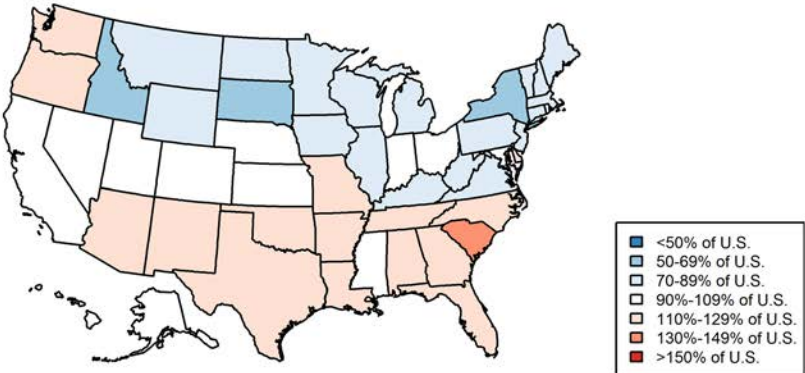 <50% of U.S.
50-69% of U.S.
70-89% of U.S.
90%-109% of U.S.
110%-129% of U.S.
130%-149% of U.S.
>150% of U.S.